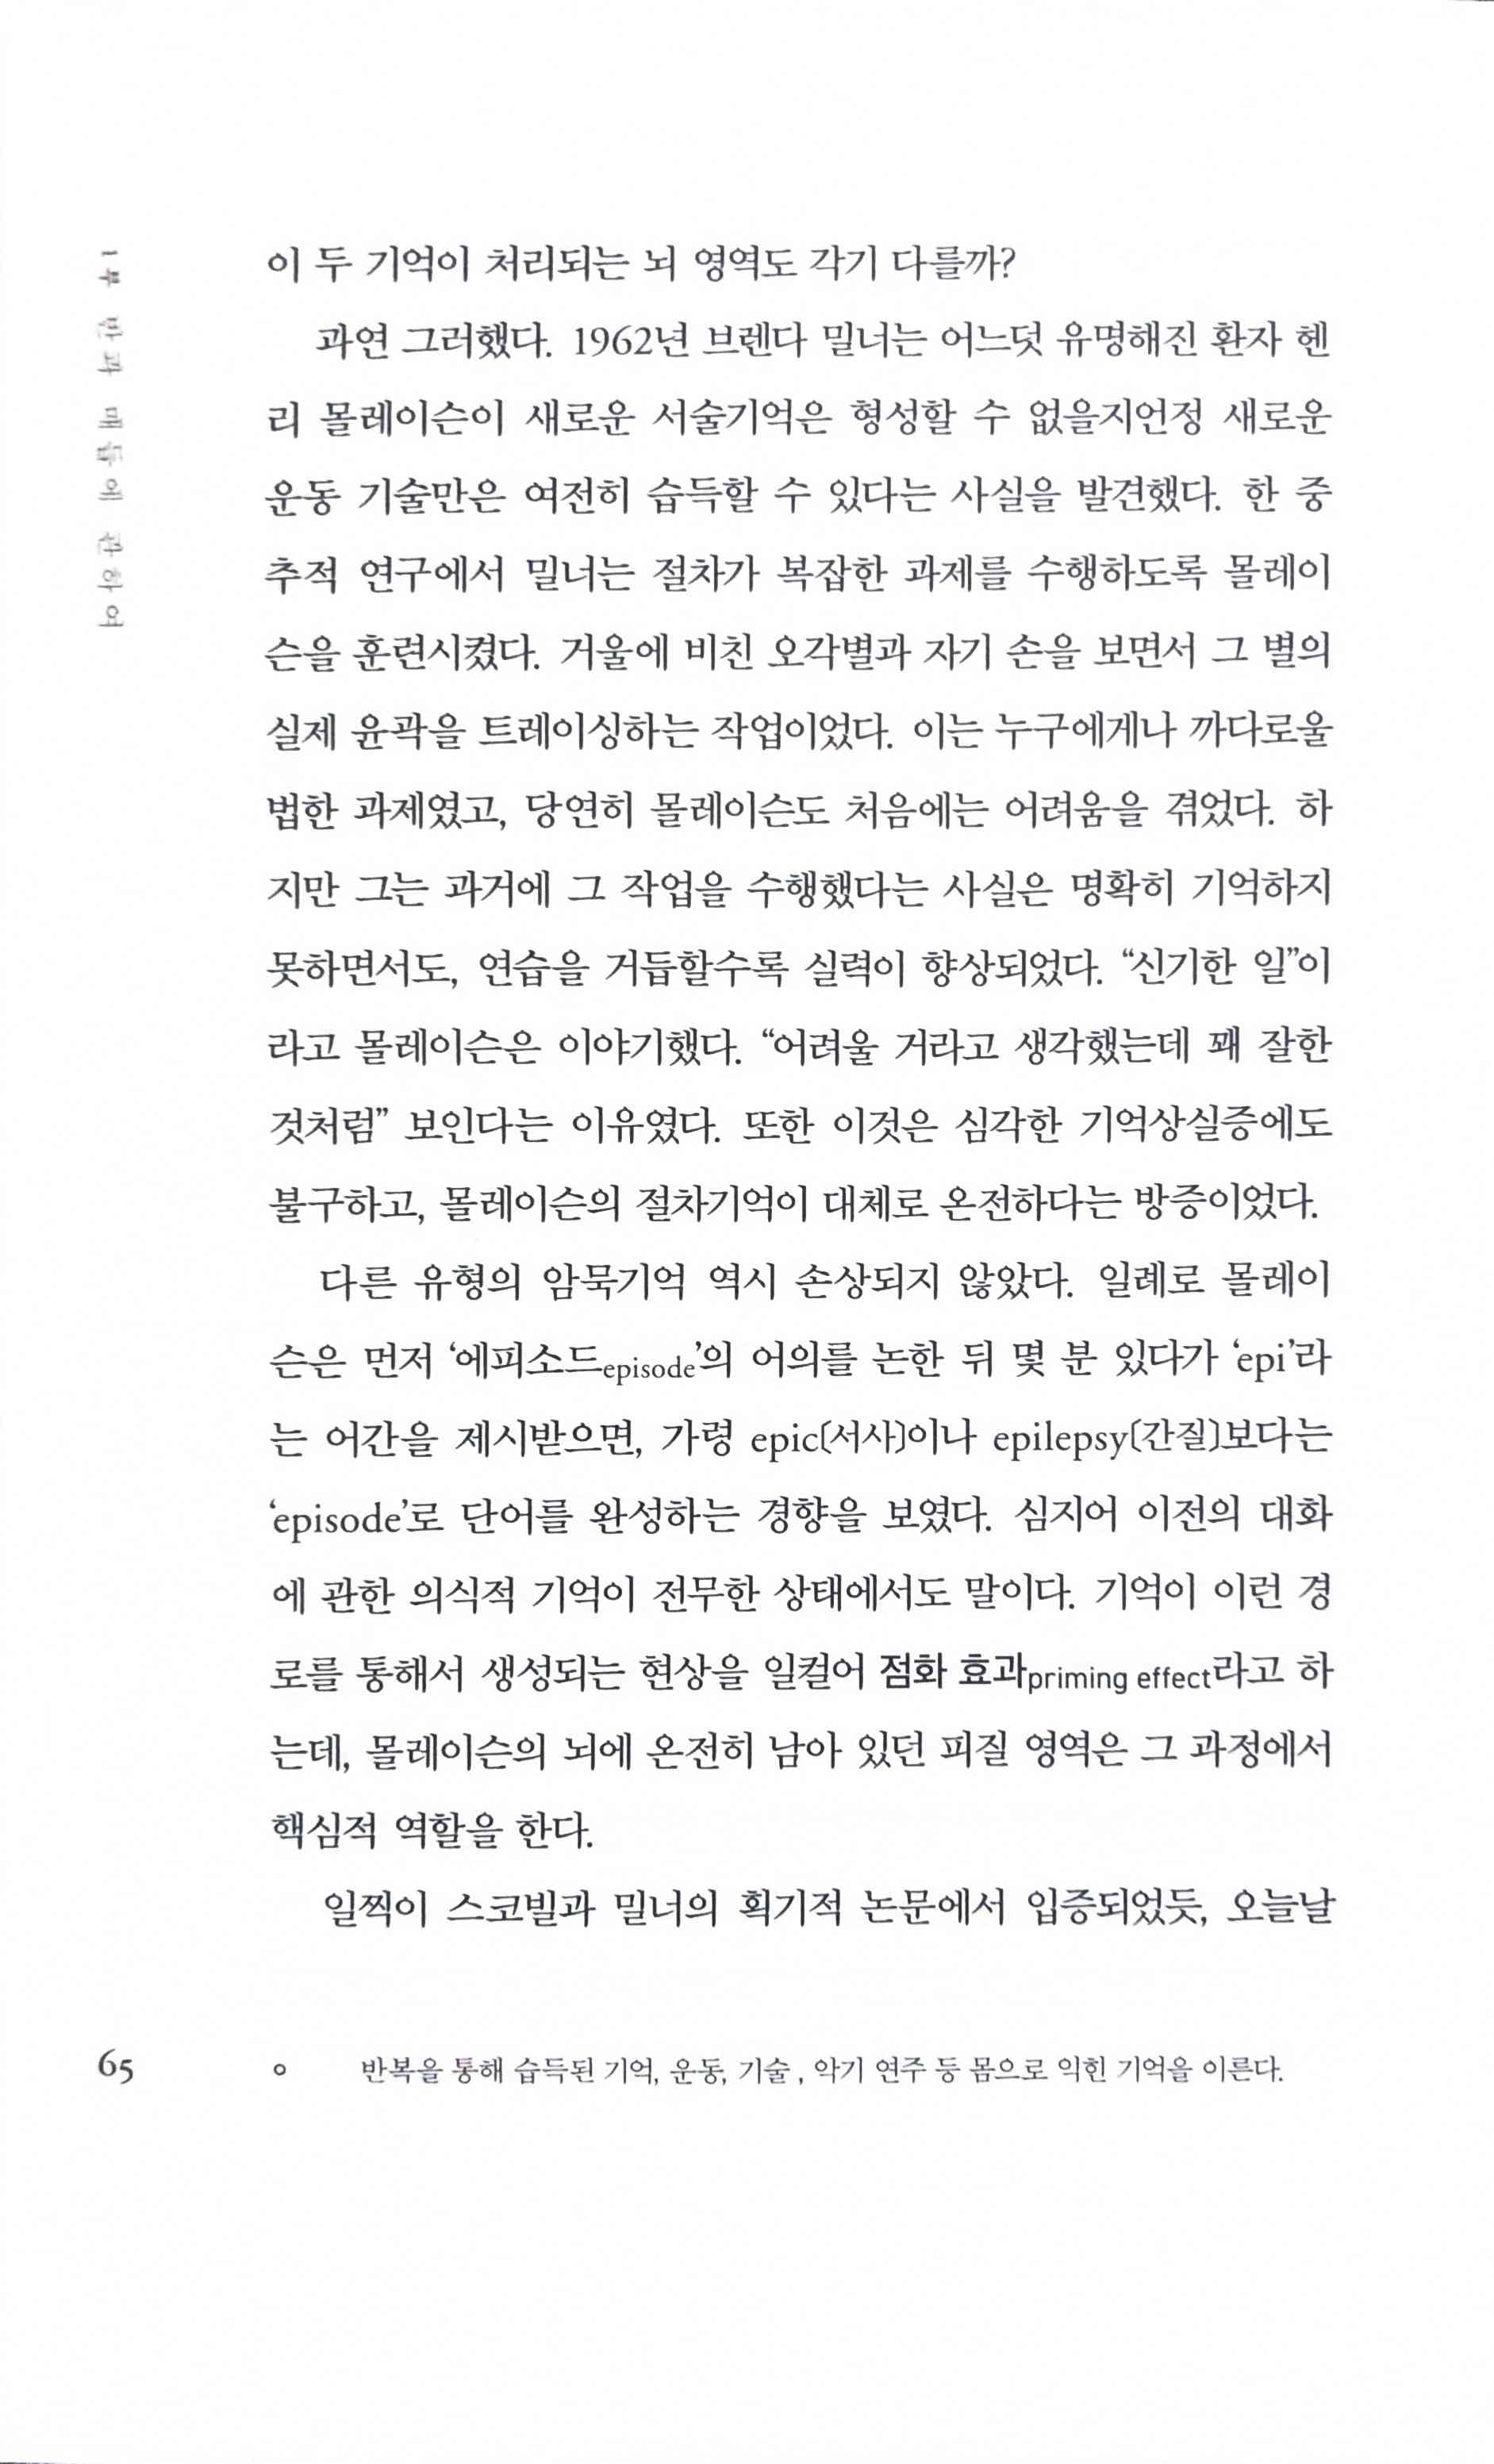 1부 반과 매듭에 관하여
이 두 기억이 처리되는 뇌 영역도 각기 다를까?
과연 그러했다. 1962년 브렌다 밀너는 어느덧 유명해진 환자 헨
리 몰레이슨이 새로운 서술기억은 형성할 수 없을지언정 새로운
운동 기술만은 여전히 습득할 수 있다는 사실을 발견했다. 한 중
추적 연구에서 밀너는 절차가 복잡한 과제를 수행하도록 몰레이
슨을 훈련시켰다. 거울에 비친 오각별과 자기 손을 보면서 그 별의
실제 윤곽을 트레이싱하는 작업이었다. 이는 누구에게나 까다로울
법한 과제였고, 당연히 몰레이슨도 처음에는 어려움을 겪었다. 하
지만 그는 과거에 그 작업을 수행했다는 사실은 명확히 기억하지
못하면서도, 연습을 거듭할수록 실력이 향상되었다. “신기한 일”이
라고 몰레이슨은 이야기했다. “어려울 거라고 생각했는데 꽤 잘한
것처럼” 보인다는 이유였다. 또한 이것은 심각한 기억상실증에도
불구하고, 몰레이슨의 절차기억이 대체로 온전하다는 방증이었다.
다른 유형의 암묵기억 역시 손상되지 않았다. 일례로 몰레이
슨은 먼저 ‘에피소드episode’의 어의를 논한 뒤 몇 분 있다가 ‘epi’라
는 어간을 제시받으면, 가령 epic(서사)이나 epilepsy(간질)보다는
‘episode’로 단어를 완성하는 경향을 보였다. 심지어 이전의 대화
에 관한 의식적 기억이 전무한 상태에서도 말이다. 기억이 이런 경
로를 통해서 생성되는 현상을 일컬어 점화 효과priming effect라고 하
는데, 몰레이슨의 뇌에 온전히 남아 있던 피질 영역은 그 과정에서
핵심적 역할을 한다.
일찍이 스코빌과 밀너의 획기적 논문에서 입증되었듯, 오늘날
65
○ 반복을 통해 습득된 기억, 운동, 기술, 악기 연주 등 몸으로 익힌 기억을 이른다.